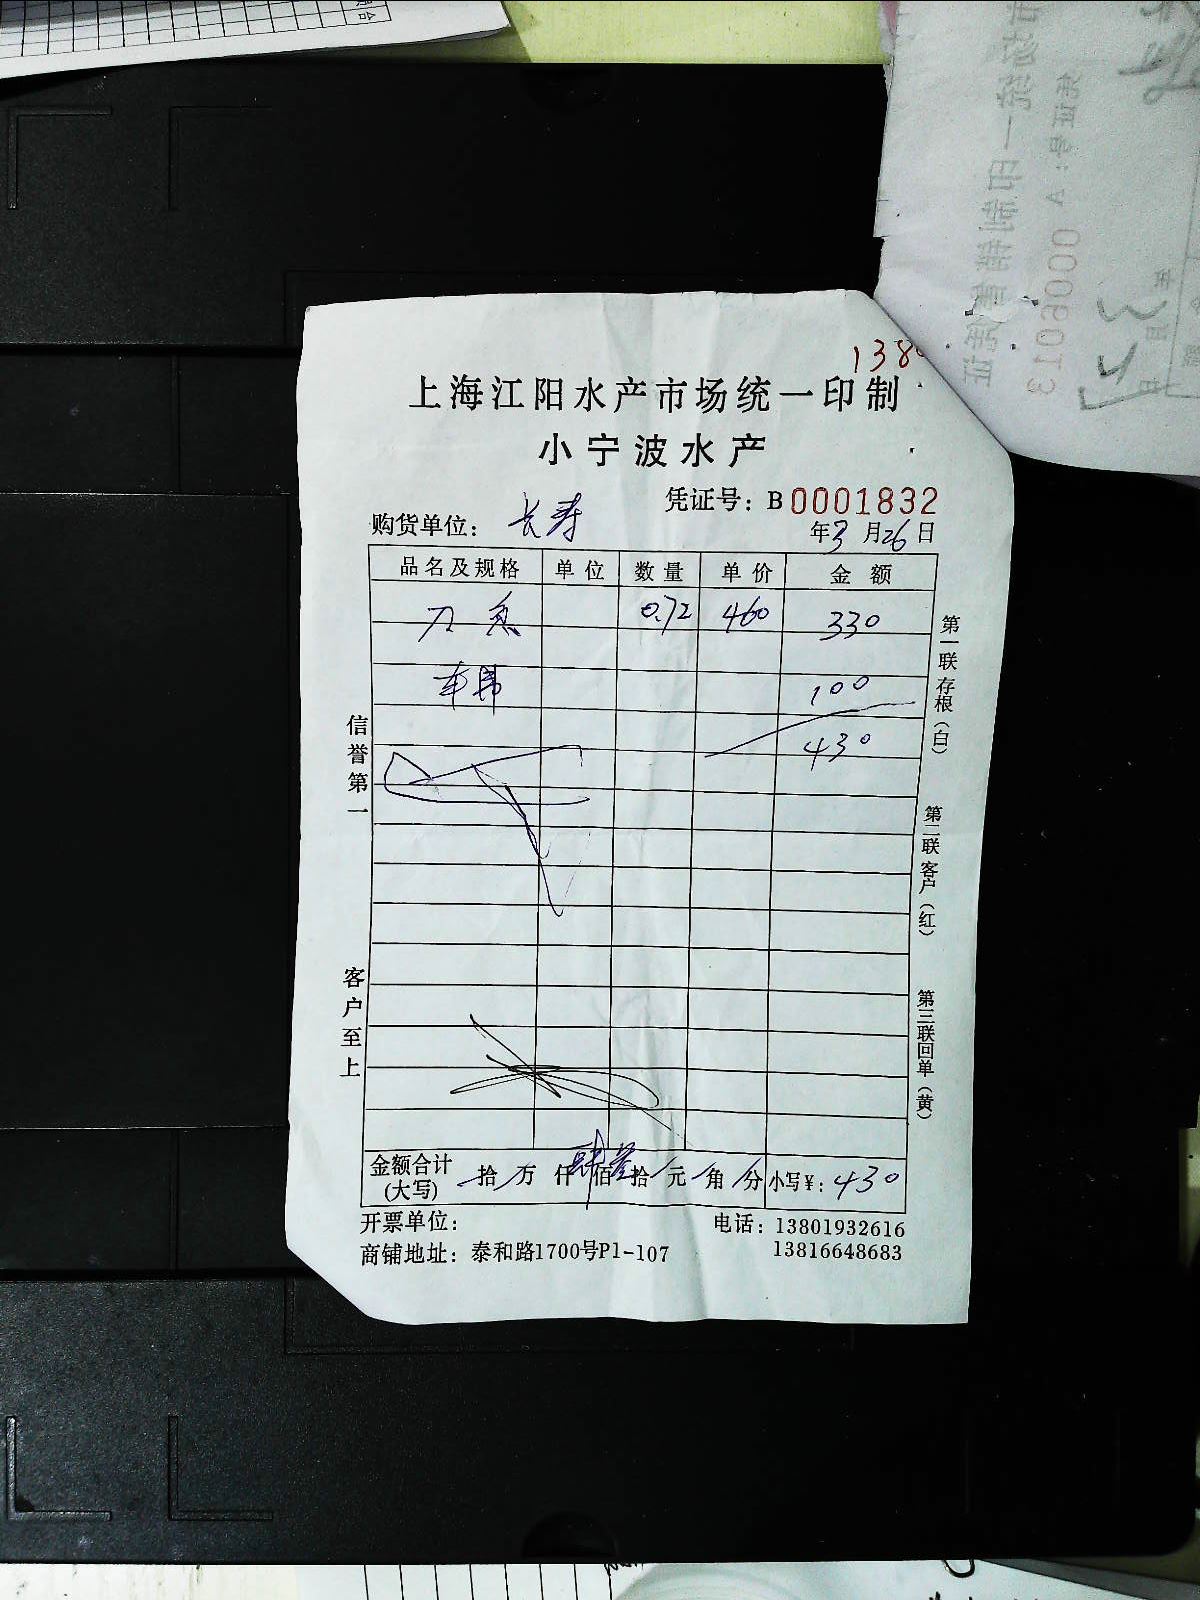 138
上海江阳水产市场统一印制
小宁波水产
凭证号：B0001832
购货单位：长寿
年3月26日
品名及规格 单位 数量 单价 金额
刀鱼 0.72 460 330
100
430
信誉第一
客户至上
第一联存根（白）
第二联客户（红）
第三联回单（黄）
金额合计(大写) 拾 万 仟肆佰叁拾 元 角 分 小写¥：430
开票单位：
电话：13801932616
商铺地址：泰和路1700号P1-107
13816648683
0006013